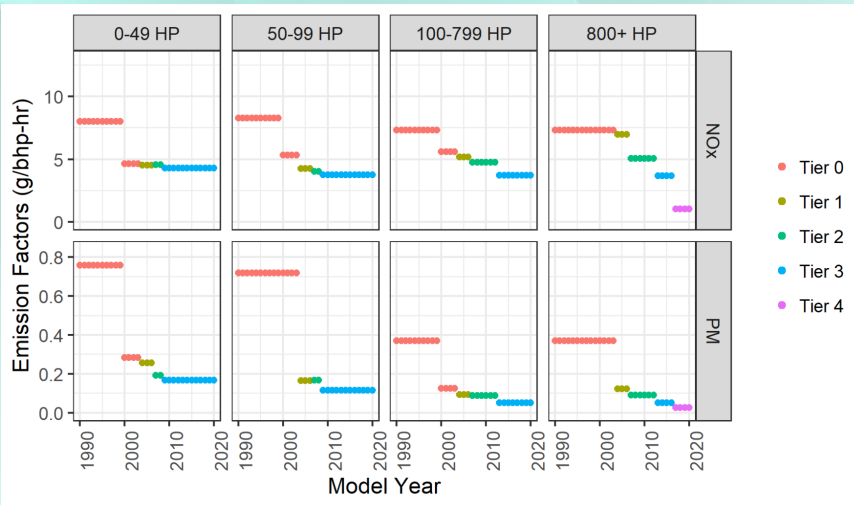 0-49 HP
50-99 HP
100-799 HP
800+ HP
Emission Factors (g/bhp-hr)
10
5
0
NOx
0.8
0.6
0.4
0.2
0.0
PM
1990
2000
2010
2020
1990
2000
2010
2020
1990
2000
2010
2020
1990
2000
2010
2020
Model Year
Tier 0
Tier 1
Tier 2
Tier 3
Tier 4